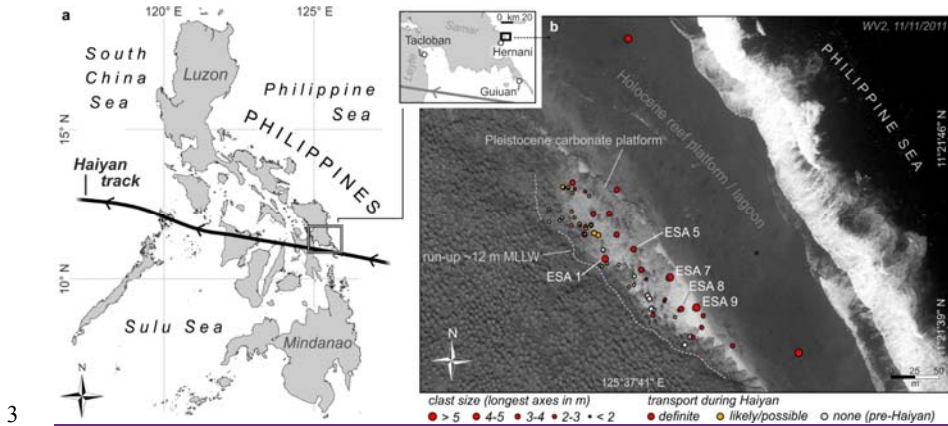 a
120° E
125° E
South
China
Sea
Luzon
Philippine
Sea
PHILIPPINES
15° N
Haiyan
track
10° N
Sulu Sea
Mindanao
N
0 km 20
Samar
Tacloban
Hernani
Leyte
Guiuan
b
WV2, 11/11/2011
PHILIPPINE SEA
Holocene reef platform / lagoon
Pleistocene carbonate platform
11°21'46" N
run-up ~12 m MLLW
ESA 5
ESA 1
ESA 7
ESA 8
ESA 9
11°21'39" N
N
125°37'41" E
0 25 50
m
clast size (longest axes in m) transport during Haiyan
> 5 4-5 3-4 2-3 < 2 definite likely/possible none (pre-Haiyan)
3